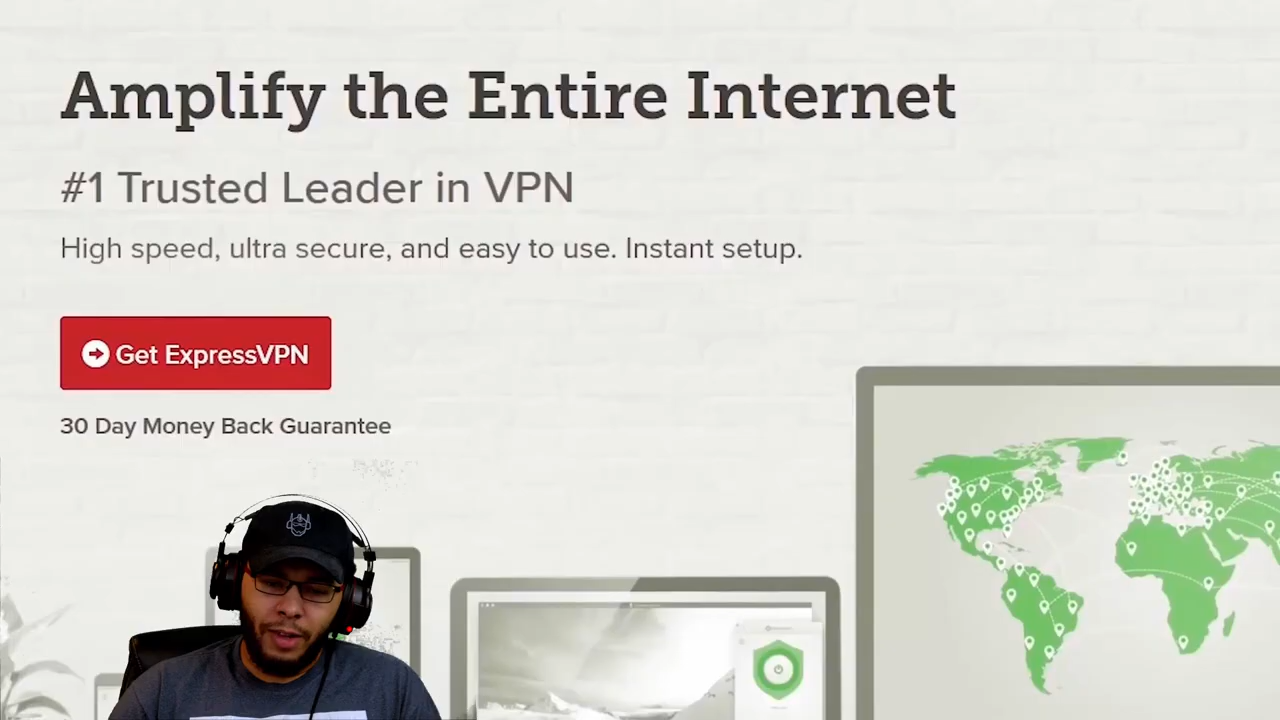 Amplify the Entire Internet
#1 Trusted Leader in VPN
High speed, ultra secure, and easy to use. Instant setup.
Get ExpressVPN
30 Day Money Back Guarantee